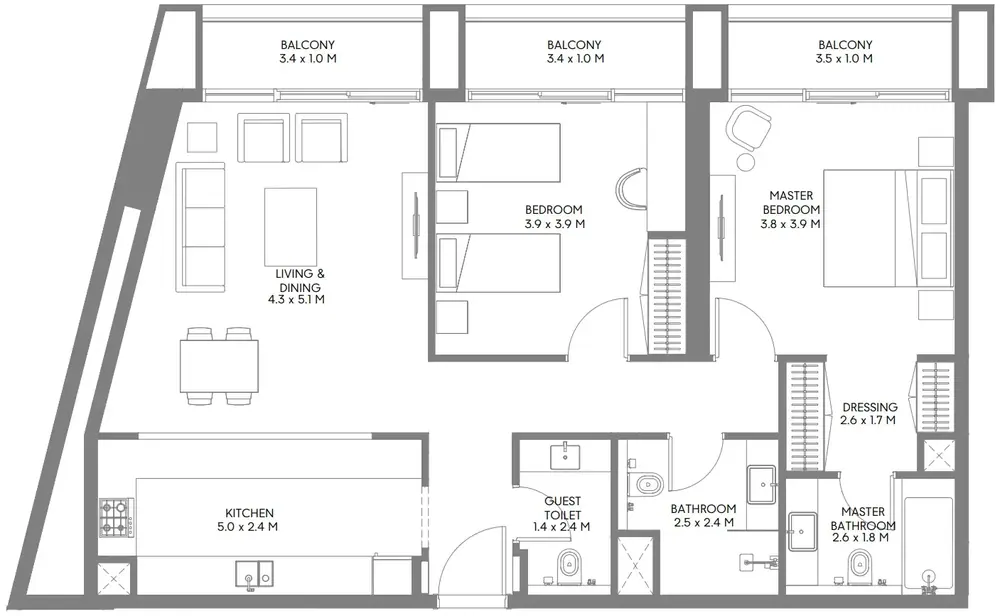 BALCONY
3.4 x 1.0 M
BALCONY
3.4 x 1.0 M
BALCONY
3.5 x 1.0 M
LIVING &
DINING
4.3 x 5.1 M
BEDROOM
3.9 x 3.9 M
MASTER
BEDROOM
3.8 x 3.9 M
DRESSING
2.6 x 1.7 M
KITCHEN
5.0 x 2.4 M
GUEST
TOILET
1.4 x 2.4 M
BATHROOM
2.5 x 2.4 M
MASTER
BATHROOM
2.6 x 1.8 M